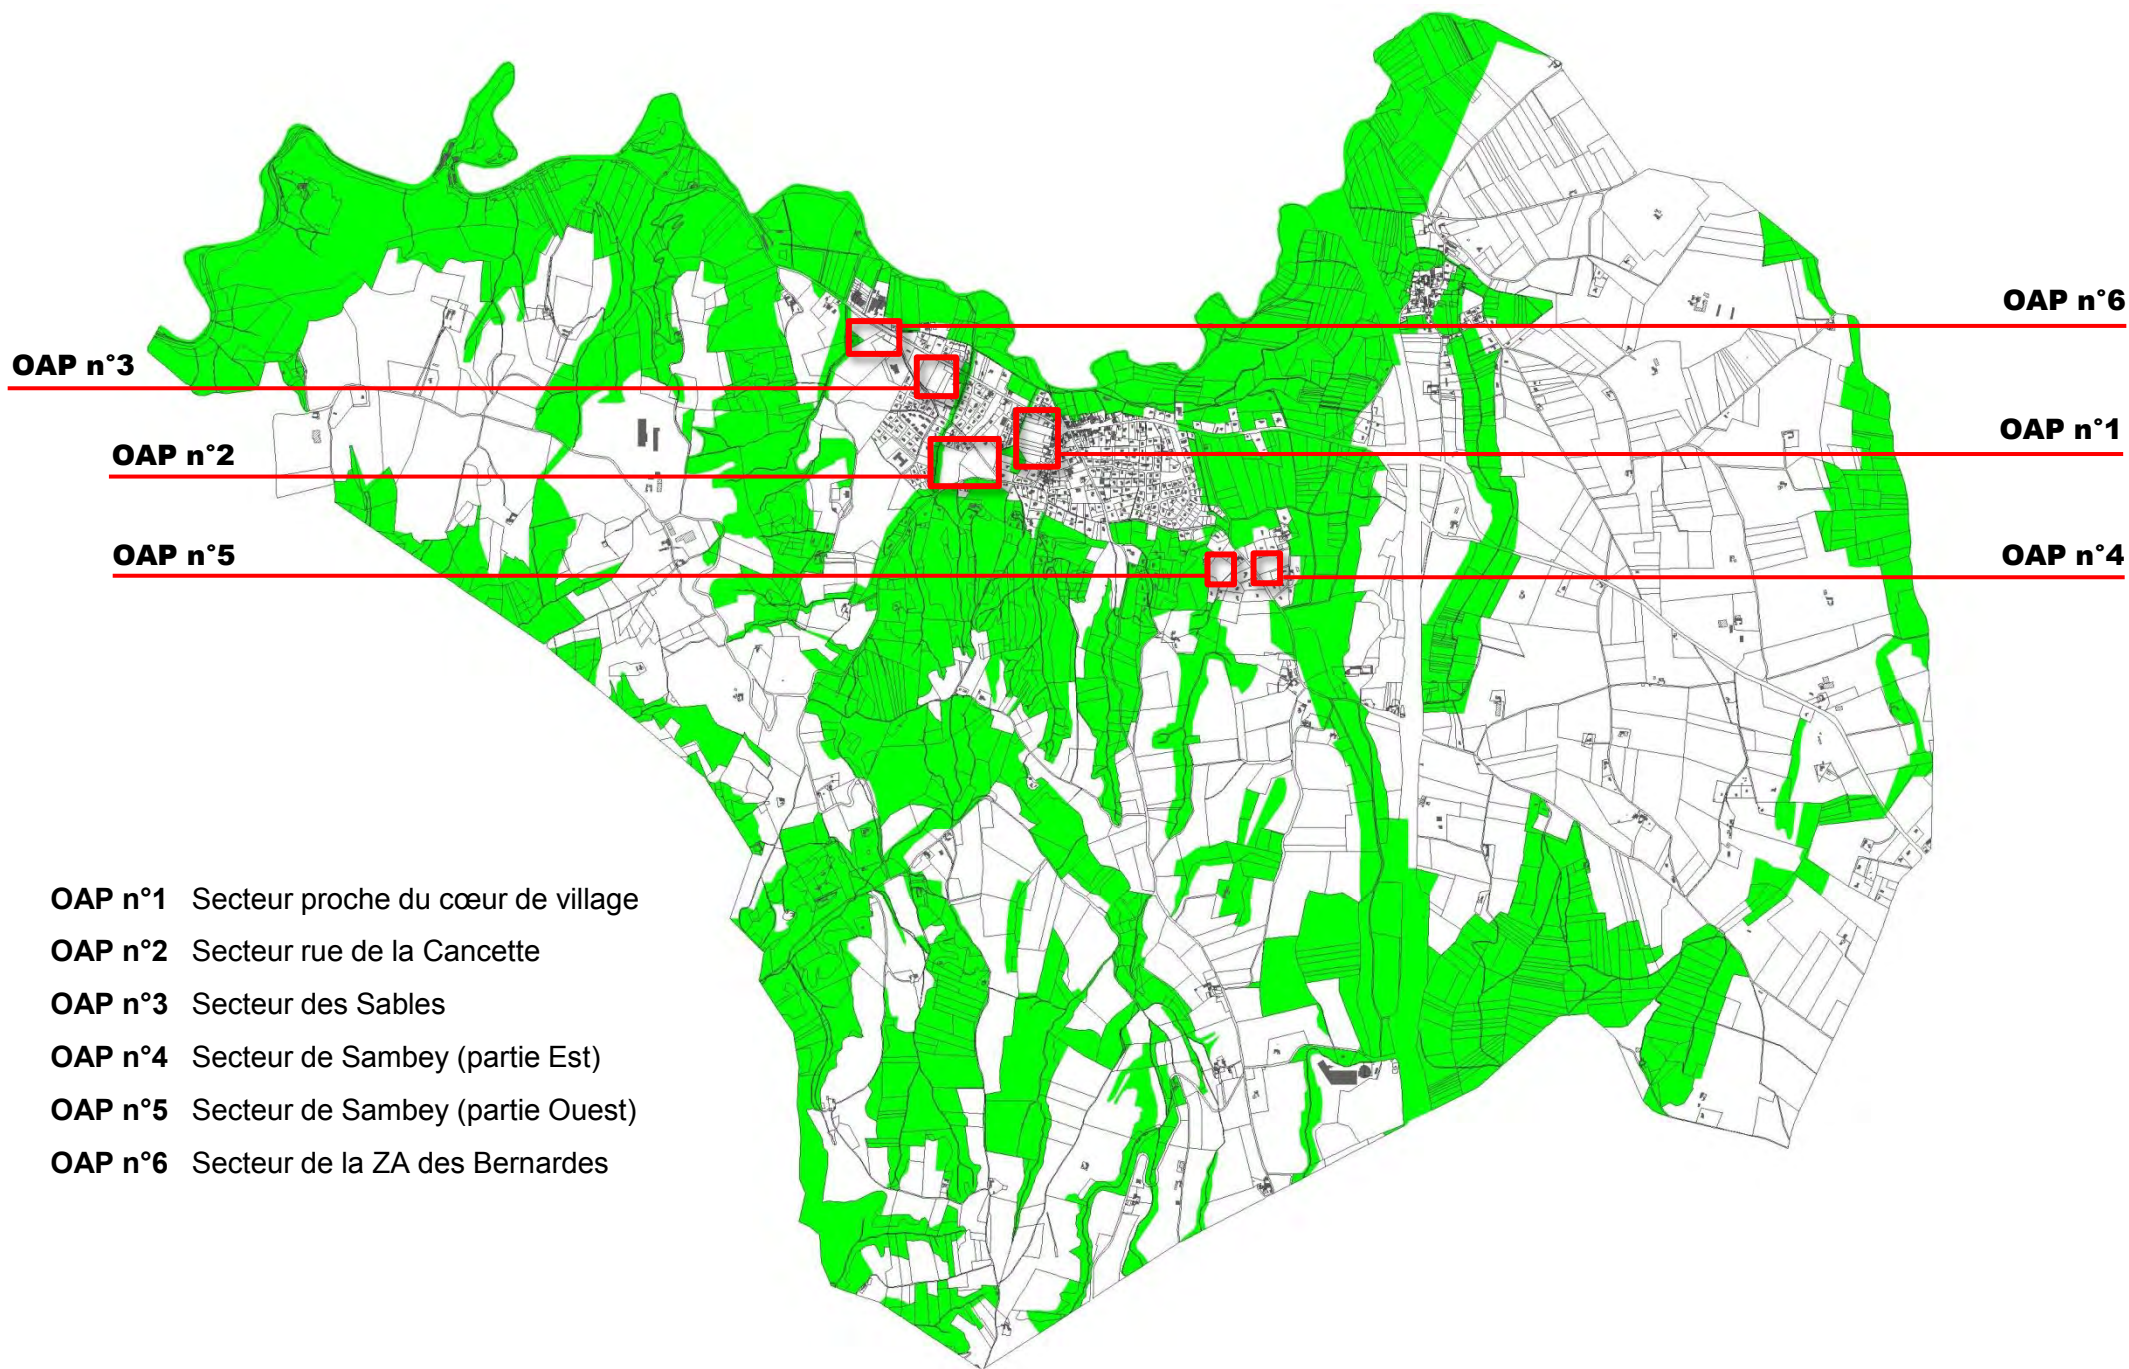 OAP n°6
OAP n°3
OAP n°1
OAP n°2
OAP n°5
OAP n°4
OAP n°1 Secteur proche du cœur de village
OAP n°2 Secteur rue de la Cancette
OAP n°3 Secteur des Sables
OAP n°4 Secteur de Sambey (partie Est)
OAP n°5 Secteur de Sambey (partie Ouest)
OAP n°6 Secteur de la ZA des Bernardes